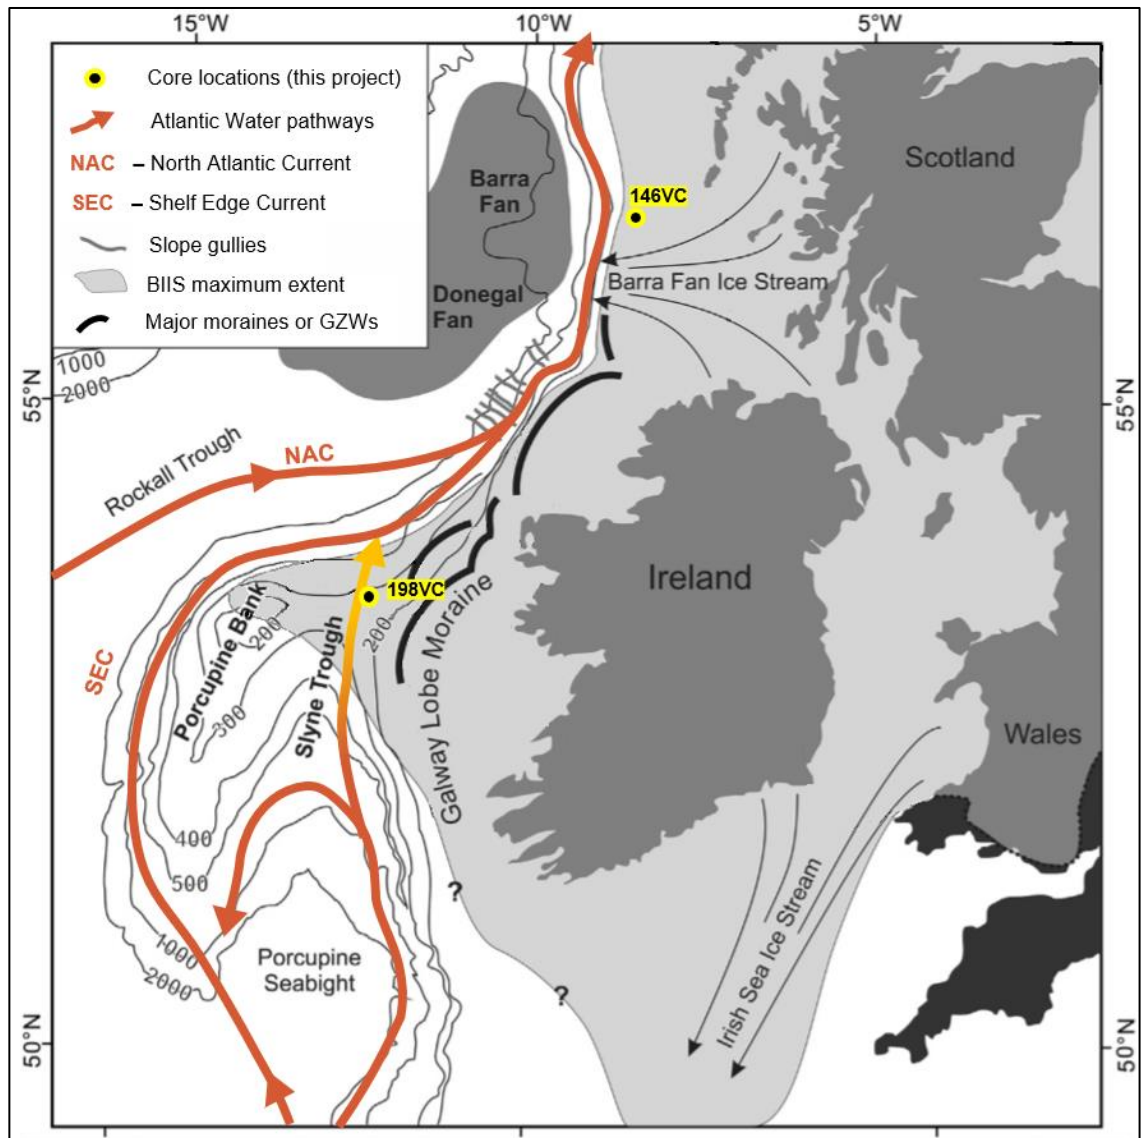 15°W
10°W
5°W
Core locations (this project)
Atlantic Water pathways
NAC – North Atlantic Current
SEC – Shelf Edge Current
Slope gullies
BIIS maximum extent
Major moraines or GZWs
Barra
Fan
Donegal
Fan
146VC
Scotland
Barra Fan Ice Stream
1000
2000
55°N
55°N
Rockall Trough
NAC
198VC
Ireland
Porcupine Bank
200
200
300
Slyne Trough
SEC
Galway Lobe Moraine
Wales
400
500
?
1000
2000
Porcupine
Seabight
?
Irish Sea Ice Stream
50°N
50°N